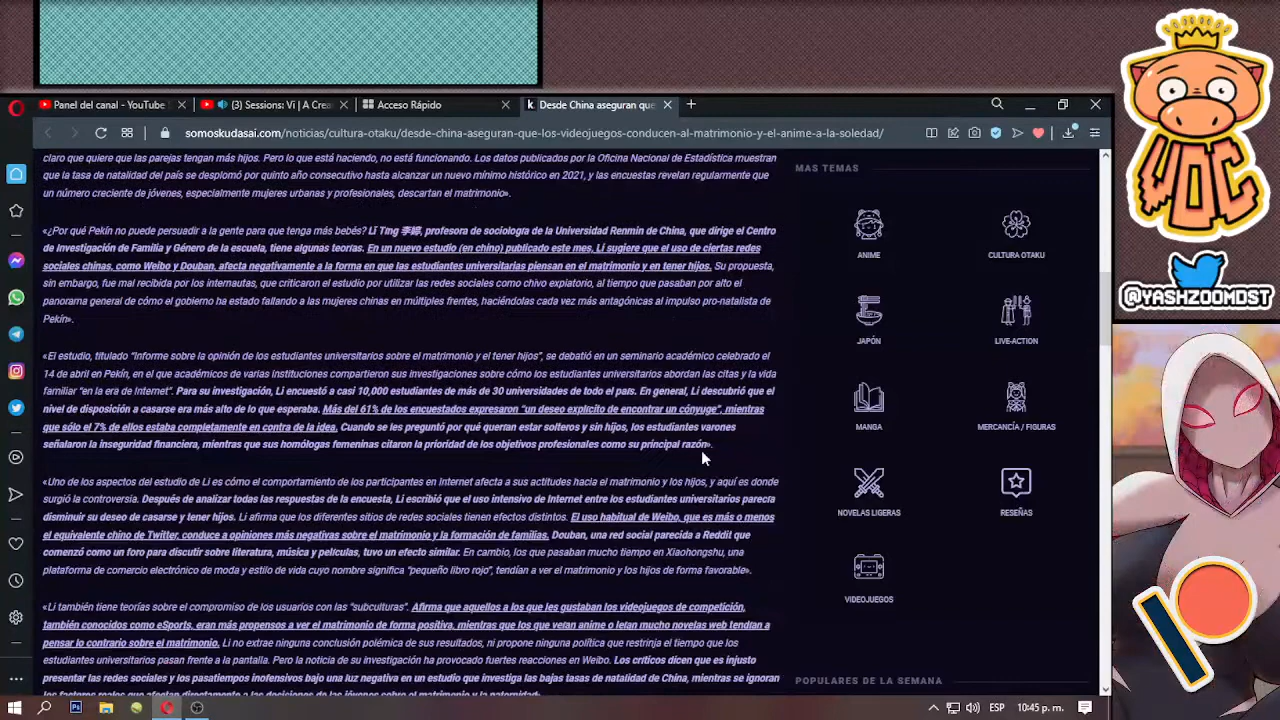 Panel del canal - YouTube
(3) Sessions: Vi | A Crea
Acceso Rápido
Desde China aseguran que
somoskudasai.com/noticias/cultura-otaku/desde-china-aseguran-que-los-videojuegos-conducen-al-matrimonio-y-el-anime-a-la-soledad/
claro que quiere que las parejas tengan más hijos. Pero lo que está haciendo, no está funcionando. Los datos publicados por la Oficina Nacional de Estadística muestran
que la tasa de natalidad del país se desplomó por quinto año consecutivo hasta alcanzar un nuevo mínimo histórico en 2021, y las encuestas revelan regularmente que
un número creciente de jóvenes, especialmente mujeres urbanas y profesionales, descartan el matrimonio».
«¿Por qué Pekín no puede persuadir a la gente para que tenga más bebés? Lǐ Tíng 李婷, profesora de sociología de la Universidad Renmin de China, que dirige el Centro
de Investigación de Familia y Género de la escuela, tiene algunas teorías. En un nuevo estudio (en chino) publicado este mes, Li sugiere que el uso de ciertas redes
sociales chinas, como Weibo y Douban, afecta negativamente a la forma en que las estudiantes universitarias piensan en el matrimonio y en tener hijos. Su propuesta,
sin embargo, fue mal recibida por los internautas, que criticaron el estudio por utilizar las redes sociales como chivo expiatorio, al tiempo que pasaban por alto el
panorama general de cómo el gobierno ha estado fallando a las mujeres chinas en múltiples frentes, haciéndolas cada vez más antagónicas al impulso pro-natalista de
Pekín».
«El estudio, titulado “Informe sobre la opinión de los estudiantes universitarios sobre el matrimonio y el tener hijos”, se debatió en un seminario académico celebrado el
14 de abril en Pekín, en el que académicos de varias instituciones compartieron sus investigaciones sobre cómo los estudiantes universitarios abordan las citas y la vida
familiar “en la era de Internet”. Para su investigación, Li encuestó a casi 10,000 estudiantes de más de 30 universidades de todo el país. En general, Li descubrió que el
nivel de disposición a casarse era más alto de lo que esperaba. Más del 61% de los encuestados expresaron “un deseo explícito de encontrar un cónyuge”, mientras
que sólo el 7% de ellos estaba completamente en contra de la idea. Cuando se les preguntó por qué querían estar solteros y sin hijos, los estudiantes varones
señalaron la inseguridad financiera, mientras que sus homólogas femeninas citaron la prioridad de los objetivos profesionales como su principal razón».
«Uno de los aspectos del estudio de Li es cómo el comportamiento de los participantes en Internet afecta a sus actitudes hacia el matrimonio y los hijos, y aquí es donde
surgió la controversia. Después de analizar todas las respuestas de la encuesta, Li escribió que el uso intensivo de Internet entre los estudiantes universitarios parecía
disminuir su deseo de casarse y tener hijos. Li afirma que los diferentes sitios de redes sociales tienen efectos distintos. El uso habitual de Weibo, que es más o menos
el equivalente chino de Twitter, conduce a opiniones más negativas sobre el matrimonio y la formación de familias. Douban, una red social parecida a Reddit que
comenzó como un foro para discutir sobre literatura, música y películas, tuvo un efecto similar. En cambio, los que pasaban mucho tiempo en Xiaohongshu, una
plataforma de comercio electrónico de moda y estilo de vida cuyo nombre significa “pequeño libro rojo”, tendían a ver el matrimonio y los hijos de forma favorable».
«Li también tiene teorías sobre el compromiso de los usuarios con las “subculturas”. Afirma que aquellos a los que les gustaban los videojuegos de competición,
también conocidos como eSports, eran más propensos a ver el matrimonio de forma positiva, mientras que los que veían anime o leían mucho novelas web tendan a
pensar lo contrario sobre el matrimonio. Li no extrae ninguna conclusión polémica de sus resultados, ni propone ninguna política que restrinja el tiempo que los
estudiantes universitarios pasan frente a la pantalla. Pero la noticia de su investigación ha provocado fuertes reacciones en Weibo. Los críticos dicen que es injusto
presentar las redes sociales y los pasatiempos inofensivos bajo una luz negativa en un estudio que investiga las bajas tasas de natalidad de China, mientras se ignoran
los factores reales que afectan directamente a las decisiones de los jóvenes sobre el matrimonio y la paternidad»
MAS TEMAS
ANIME
CULTURA OTAKU
JAPÓN
LIVE-ACTION
MANGA
MERCANCÍA / FIGURAS
NOVELAS LIGERAS
RESEÑAS
VIDEOJUEGOS
POPULARES DE LA SEMANA
@YASHZOOMDST
ESP
10:45 p. m.